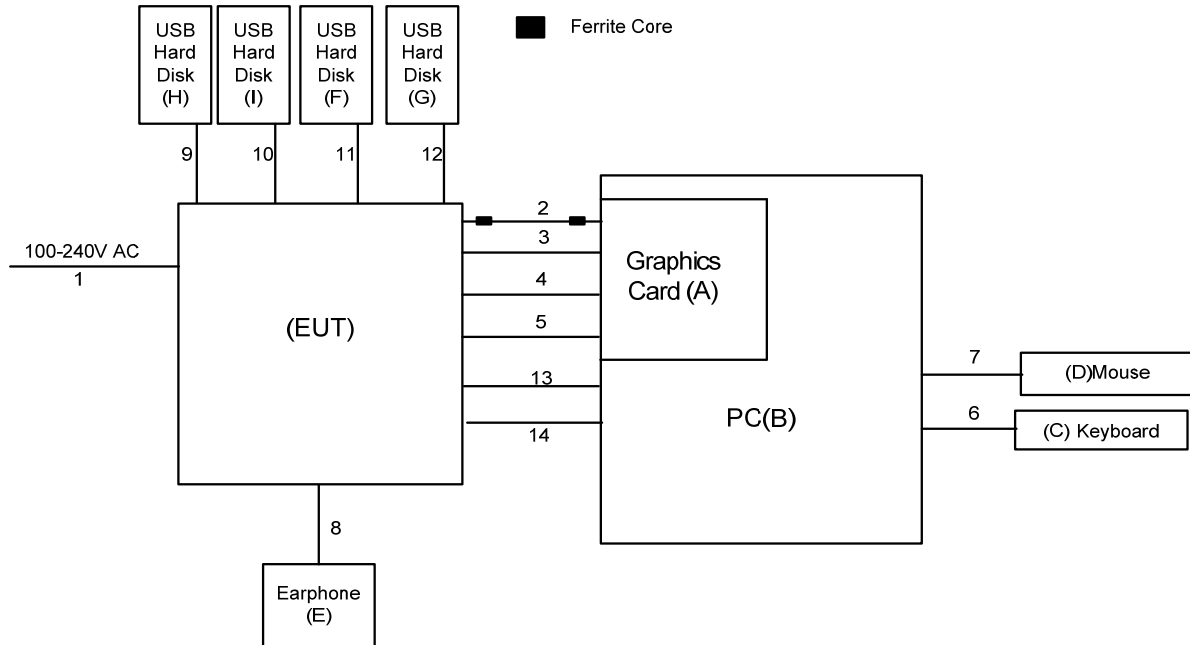 USB
Hard
Disk
(H)
USB
Hard
Disk
(I)
USB
Hard
Disk
(F)
USB
Hard
Disk
(G)
Ferrite Core
9
10
11
12
100-240V AC
1
(EUT)
2
3
4
5
13
14
Graphics
Card (A)
PC(B)
7
(D)Mouse
6
(C) Keyboard
8
Earphone
(E)